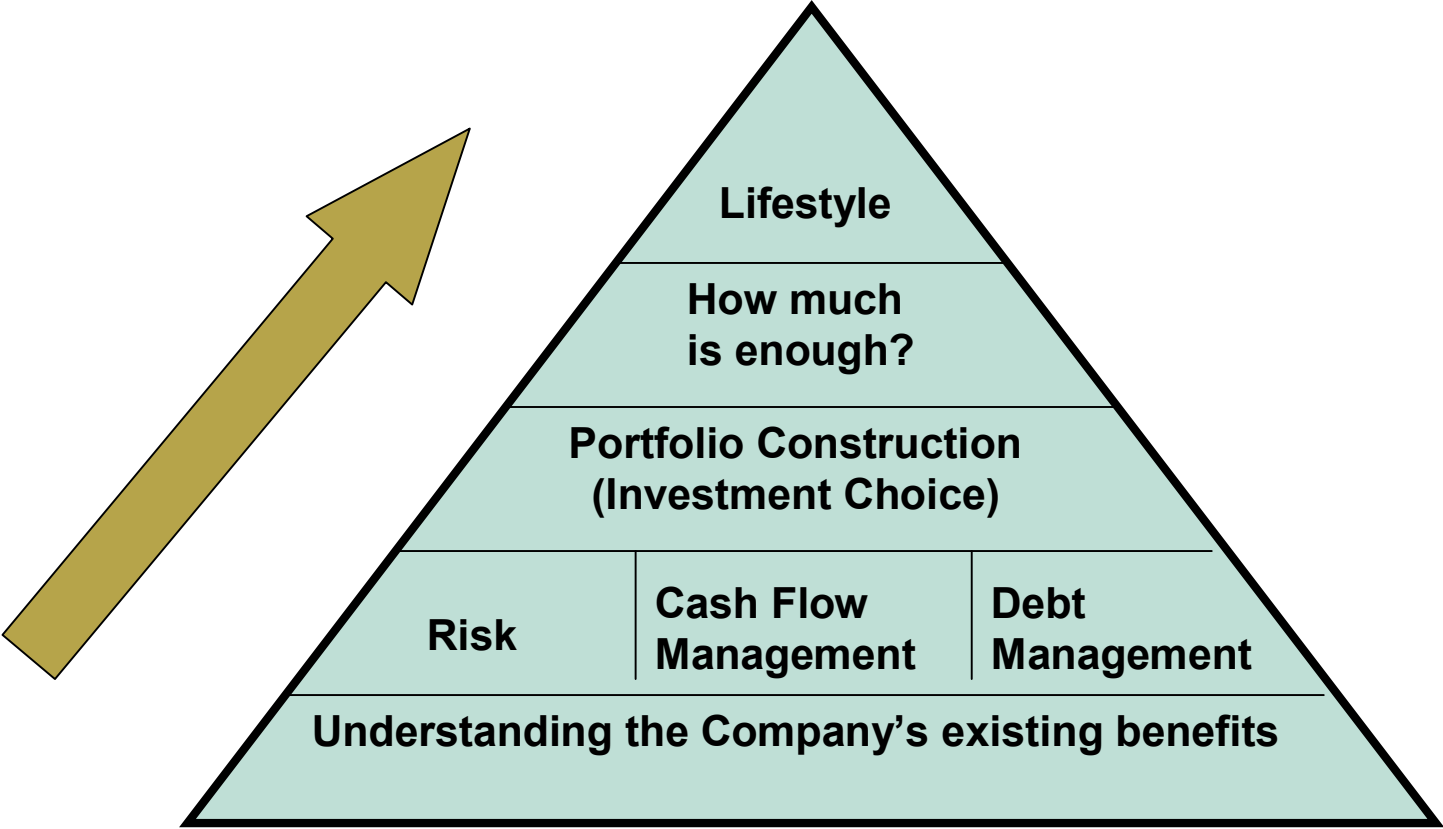 Lifestyle
How much
is enough?
Portfolio Construction
(Investment Choice)
Risk
Cash Flow
Management
Debt
Management
Understanding the Company’s existing benefits